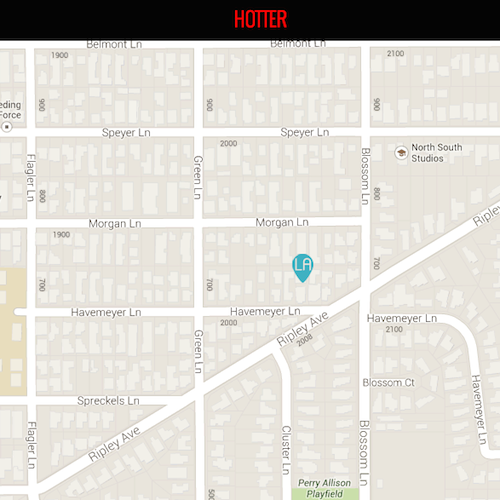 HOTTER
Belmont Ln
Belmont Ln
1900
2100
eding
Force
900
900
900
Speyer Ln
Speyer Ln
2000
North South
Studios
Flagler Ln
Green Ln
Blossom Ln
800
800
Ripley
Morgan Ln
Morgan Ln
1900
700
LA
700
700
Havemeyer Ln
Havemeyer Ln
2000
Ripley Ave
2008
Havemeyer Ln
2100
Green Ln
Blossom Ct
Havemeyer Ln
Spreckels Ln
Flagler Ln
Ripley Ave
Cluster Ln
Blossom Ln
Perry Allison
Playfield
500